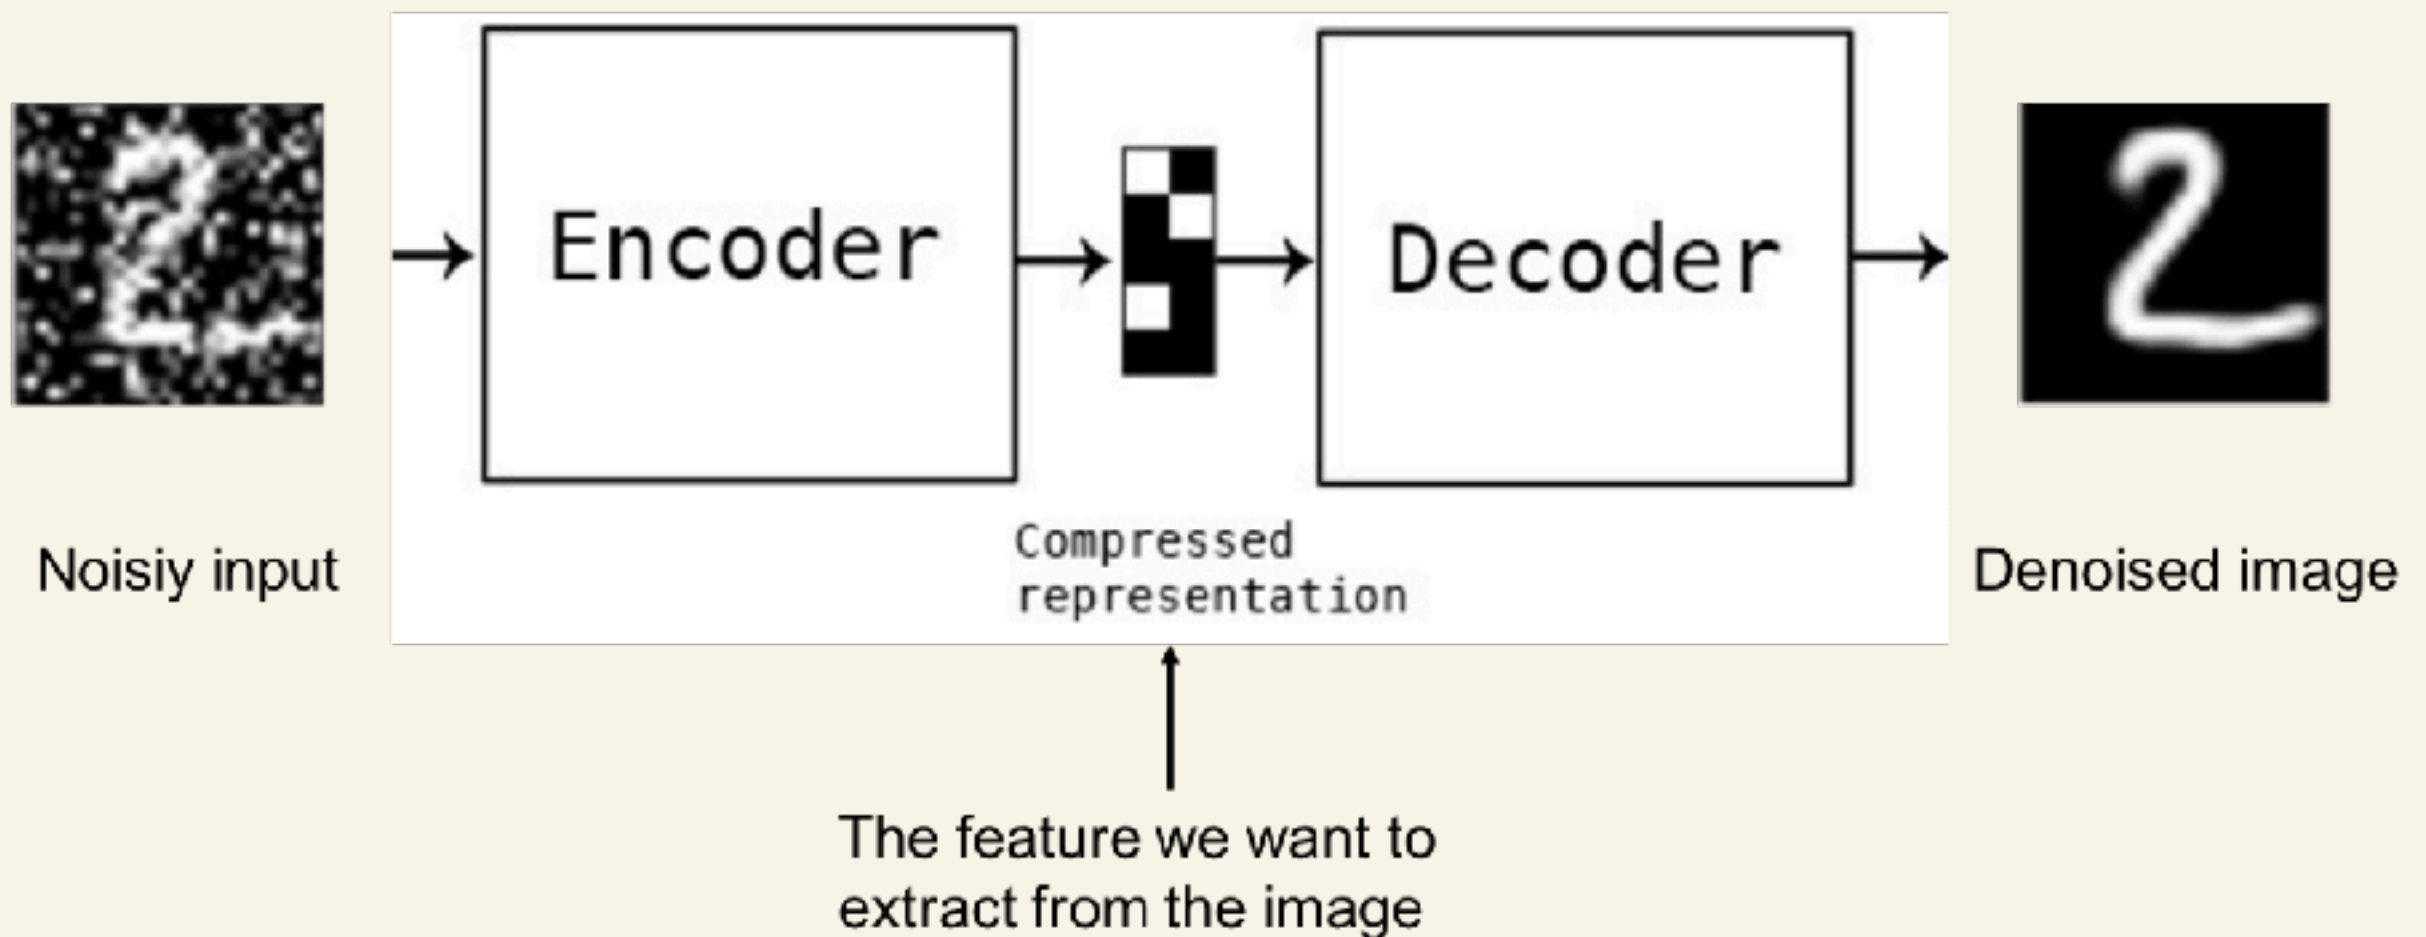 Encoder
Decoder
Compressed
representation
Noisiy input
Denoised image
The feature we want to
extract from the image